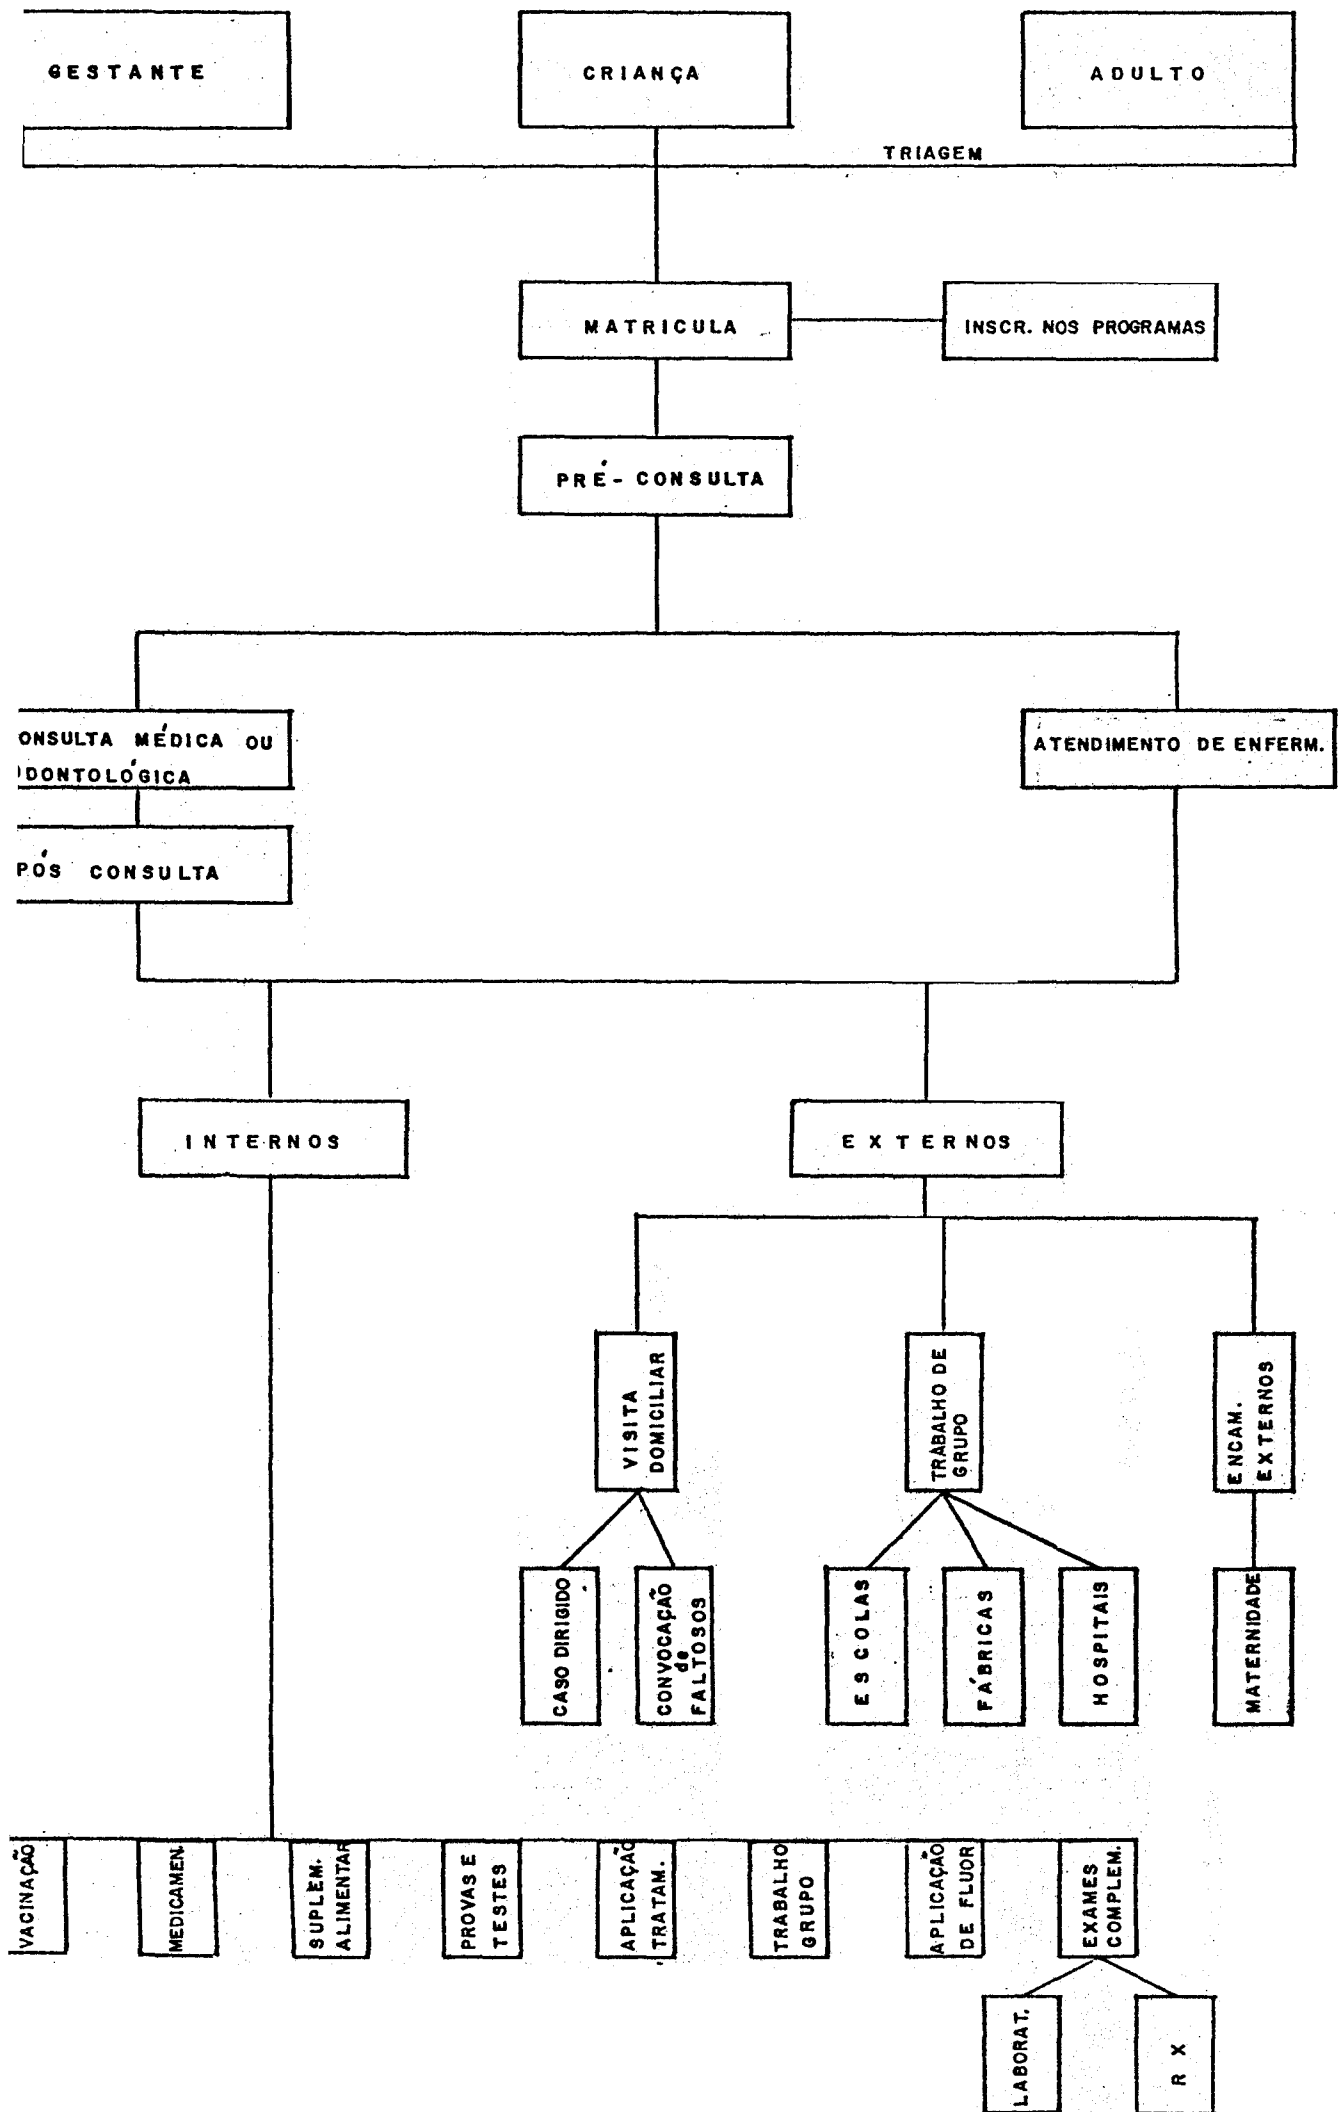 GESTANTE
CRIANÇA
ADULTO
TRIAGEM
MATRICULA
INSCR. NOS PROGRAMAS
PRÉ-CONSULTA
ONSULTA MÉDICA OU
ODONTOLÓGICA
ATENDIMENTO DE ENFERM.
PÓS CONSULTA
INTERNOS
EXTERNOS
VISITA
DOMICILIAR
TRABALHO DE
GRUPO
ENCAM.
EXTERNOS
CASO DIRIGIDO
CONVOCAÇÃO
de
FALTOSOS
ESCOLAS
FÁBRICAS
HOSPITAIS
MATERNIDADE
VACINAÇÃO
MEDICAMEN.
SUPLEM.
ALIMENTAR
PROVAS E
TESTES
APLICAÇÃO
TRATAM.
TRABALHO
GRUPO
APLICAÇÃO
DE FLUOR
EXAMES
COMPLEM.
LABORAT.
R X